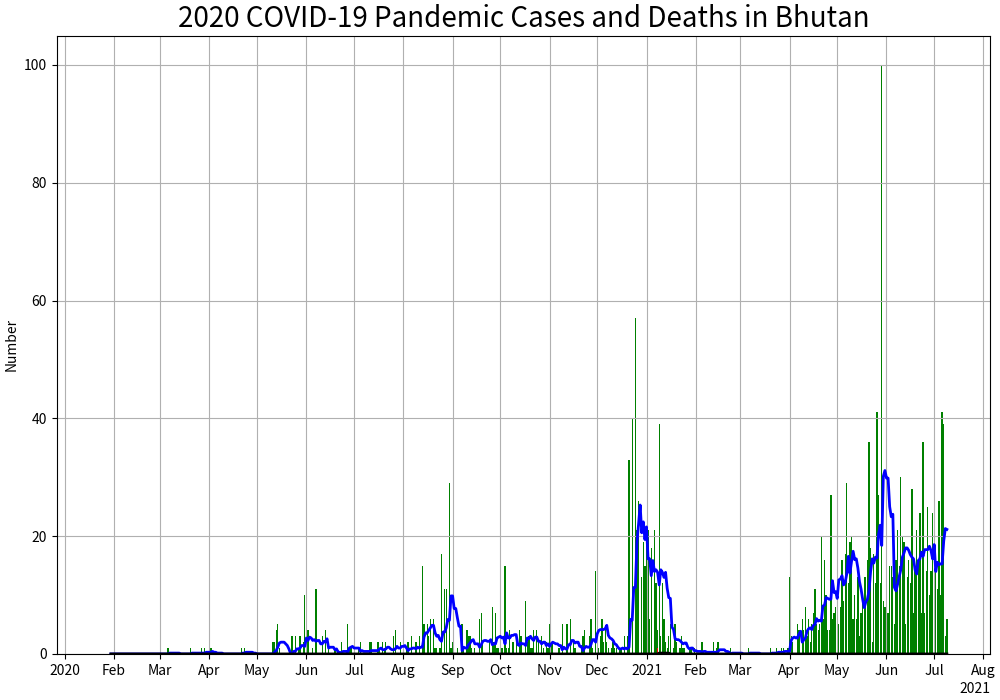 2020 COVID-19 Pandemic Cases and Deaths in Bhutan
Number
100
80
60
40
20
0
2020 Feb Mar Apr May Jun Jul Aug Sep Oct Nov Dec 2021 Feb Mar Apr May Jun Jul Aug
2021